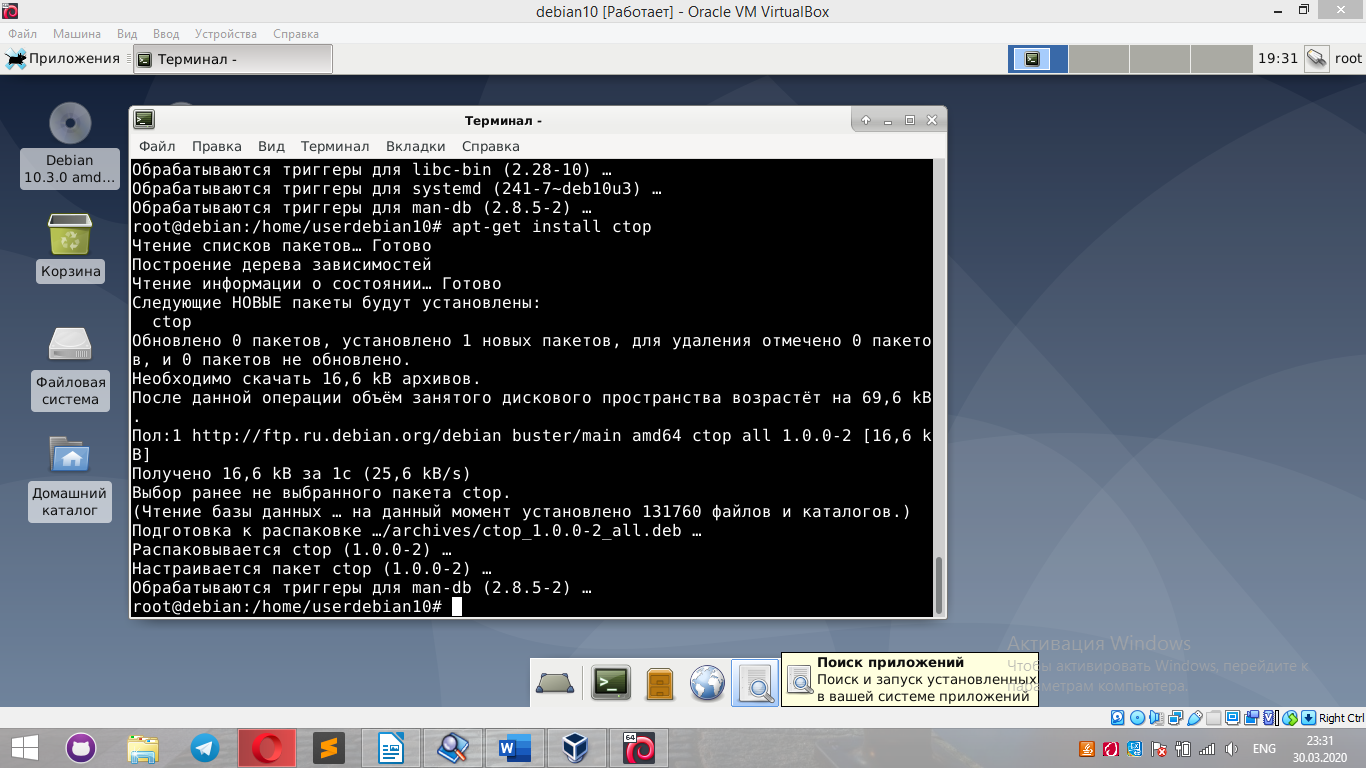 debian10 [Работает] - Oracle VM VirtualBox
Файл Машина Вид Ввод Устройства Справка
Приложения Терминал - 19:31 root
Debian
10.3.0 amd...
Корзина
Файловая
система
Домашний
каталог
Терминал -
Файл Правка Вид Терминал Вкладки Справка
Обрабатываются триггеры для libc-bin (2.28-10) …
Обрабатываются триггеры для systemd (241-7~deb10u3) …
Обрабатываются триггеры для man-db (2.8.5-2) …
root@debian:/home/userdebian10# apt-get install ctop
Чтение списков пакетов… Готово
Построение дерева зависимостей
Чтение информации о состоянии… Готово
Следующие НОВЫЕ пакеты будут установлены:
ctop
Обновлено 0 пакетов, установлено 1 новых пакетов, для удаления отмечено 0 пакето
в, и 0 пакетов не обновлено.
Необходимо скачать 16,6 kB архивов.
После данной операции объём занятого дискового пространства возрастёт на 69,6 kB
.
Пол:1 http://ftp.ru.debian.org/debian buster/main amd64 ctop all 1.0.0-2 [16,6 k
B]
Получено 16,6 kB за 1с (25,6 kB/s)
Выбор ранее не выбранного пакета ctop.
(Чтение базы данных … на данный момент установлено 131760 файлов и каталогов.)
Подготовка к распаковке …/archives/ctop_1.0.0-2_all.deb …
Распаковывается ctop (1.0.0-2) …
Настраивается пакет ctop (1.0.0-2) …
Обрабатываются триггеры для man-db (2.8.5-2) …
root@debian:/home/userdebian10#
Активация Windows
Чтобы активировать Windows, перейдите к
параметрам компьютера.
Поиск приложений
Поиск и запуск установленных
в вашей системе приложений
Right Ctrl
64
ENG
23:31
30.03.2020